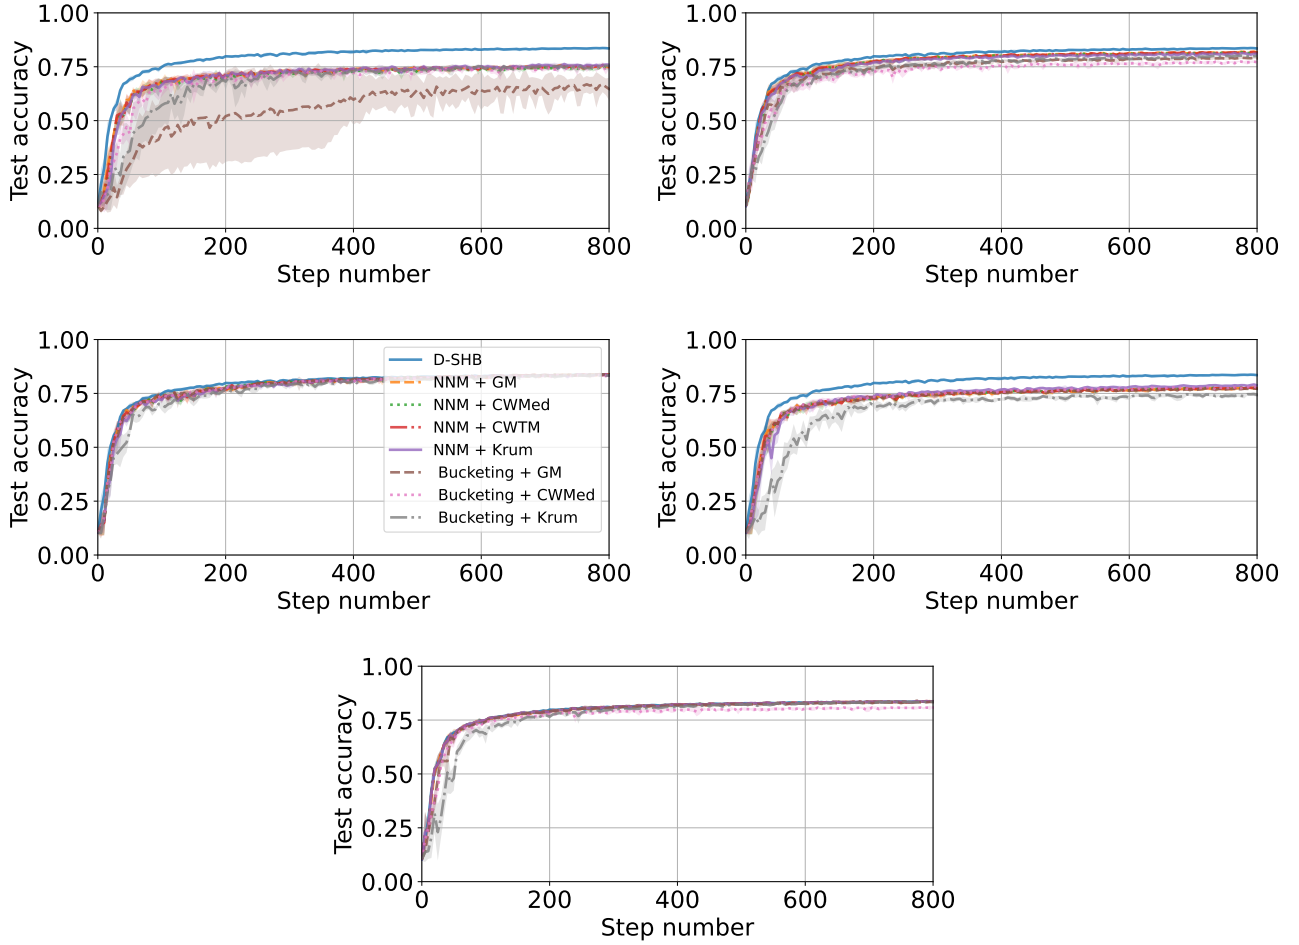 1.00
0.75
0.50
0.25
0.00
Test accuracy
0 200 400 600 800
Step number
1.00
0.75
0.50
0.25
0.00
Test accuracy
0 200 400 600 800
Step number
1.00
0.75
0.50
0.25
0.00
Test accuracy
D-SHB
NNM + GM
NNM + CWMed
NNM + CWTM
NNM + Krum
Bucketing + GM
Bucketing + CWMed
Bucketing + Krum
0 200 400 600 800
Step number
1.00
0.75
0.50
0.25
0.00
Test accuracy
0 200 400 600 800
Step number
1.00
0.75
0.50
0.25
0.00
Test accuracy
0 200 400 600 800
Step number